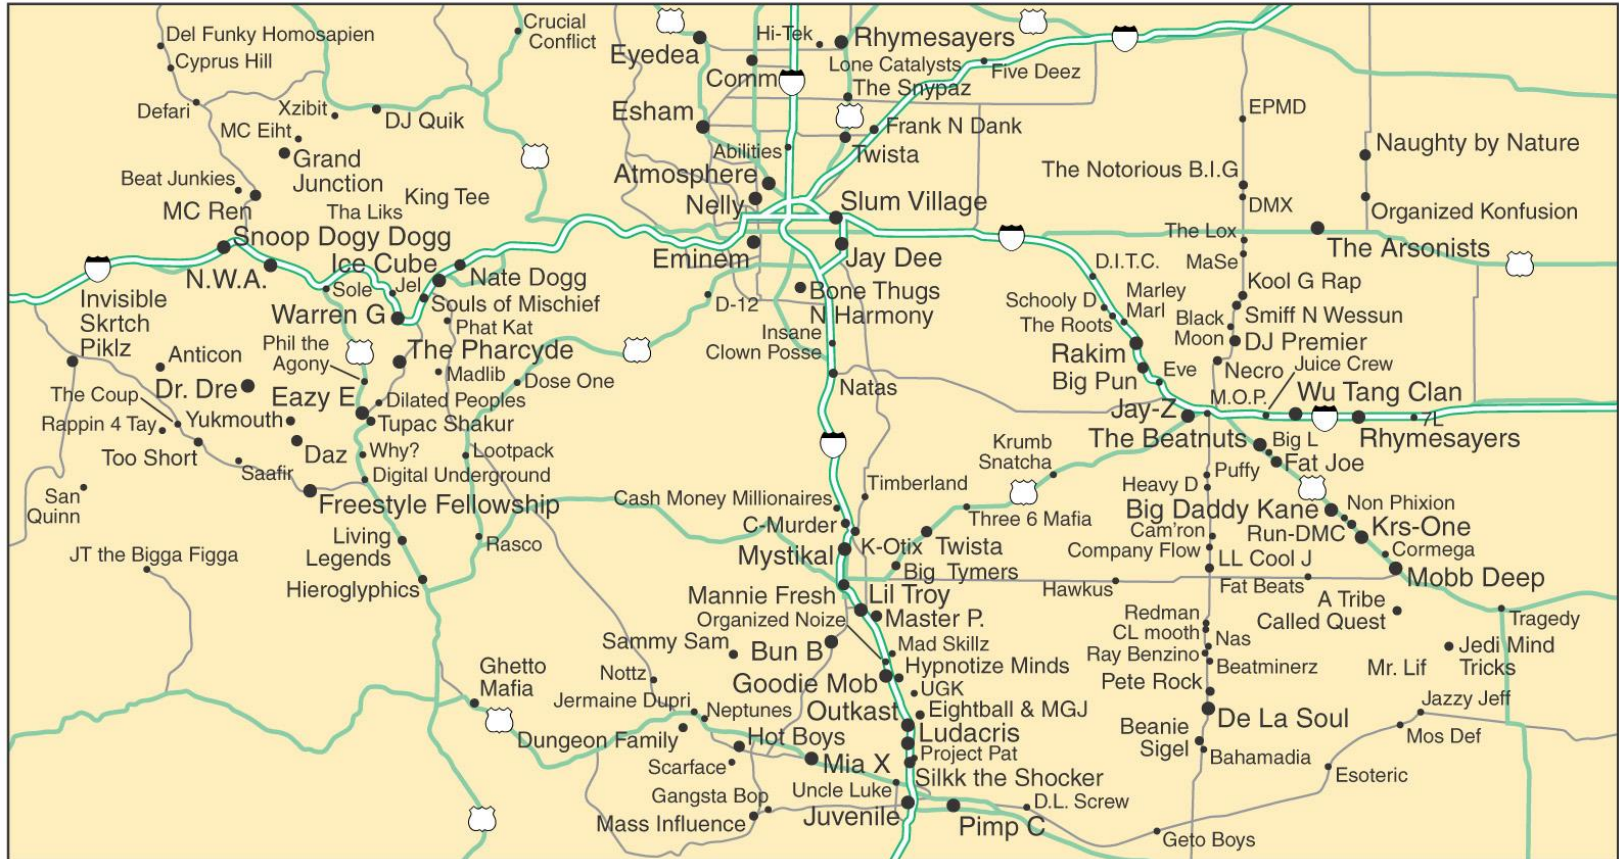 Del Funky Homosapien
Cyprus Hill
Defari
Xzibit
MC Eiht
DJ Quik
Grand
Junction
Beat Junkies
MC Ren
Tha Liks
King Tee
Crucial
Conflict
Snoop Dogy Dogg
N.W.A.
Ice Cube
Nate Dogg
Sole
Jel
Souls of Mischief
Warren G
Phat Kat
Invisible
Skrtch
Piklz
Anticon
Phil the
Agony
The Pharcyde
Madlib
Dose One
Dr. Dre
The Coup
Eazy E
Dilated Peoples
Rappin 4 Tay
Yukmouth
Tupac Shakur
Too Short
Daz
Why?
Lootpack
Saafir
Digital Underground
San
Quinn
Freestyle Fellowship
Living
Legends
Rasco
JT the Bigga Figga
Hieroglyphics
Ghetto
Mafia
Eyedea
Hi-Tek
Rhymesayers
Comm
Lone Catalysts
Five Deez
The Snypaz
Esham
Frank N Dank
Abilities
Twista
Atmosphere
Nelly
Slum Village
Eminem
Jay Dee
D-12
Bone Thugs
N Harmony
Insane
Clown Posse
Natas
EPMD
Naughty by Nature
The Notorious B.I.G
DMX
Organized Konfusion
The Lox
The Arsonists
MaSe
D.I.T.C.
Kool G Rap
Schooly D
Marley
Marl
The Roots
Black
Moon
Smiff N Wessun
Rakim
DJ Premier
Big Pun
Eve
Necro
Juice Crew
M.O.P.
Wu Tang Clan
Jay-Z
7L
The Beatnuts
Big L
Rhymesayers
Krumb
Snatcha
Fat Joe
Puffy
Heavy D
Timberland
Cash Money Millionaires
C-Murder
Three 6 Mafia
Big Daddy Kane
Non Phixion
Cam'ron
Run-DMC
Krs-One
Mystikal
K-Otix
Twista
Company Flow
LL Cool J
Cormega
Big Tymers
Hawkus
Fat Beats
Mobb Deep
Mannie Fresh
Lil Troy
Organized Noize
Master P.
Redman
A Tribe
Called Quest
Tragedy
CL mooth
Nas
Sammy Sam
Bun B
Mad Skillz
Ray Benzino
Beatminerz
Mr. Lif
Jedi Mind
Tricks
Hypnotize Minds
Nottz
Goodie Mob
UGK
Pete Rock
Jermaine Dupri
Neptunes
Outkast
Eightball & MGJ
De La Soul
Jazzy Jeff
Dungeon Family
Hot Boys
Ludacris
Beanie
Sigel
Mos Def
Scarface
Mia X
Project Pat
Bahamadia
Silkk the Shocker
Esoteric
Gangsta Bop
Uncle Luke
D.L. Screw
Mass Influence
Juvenile
Pimp C
Geto Boys